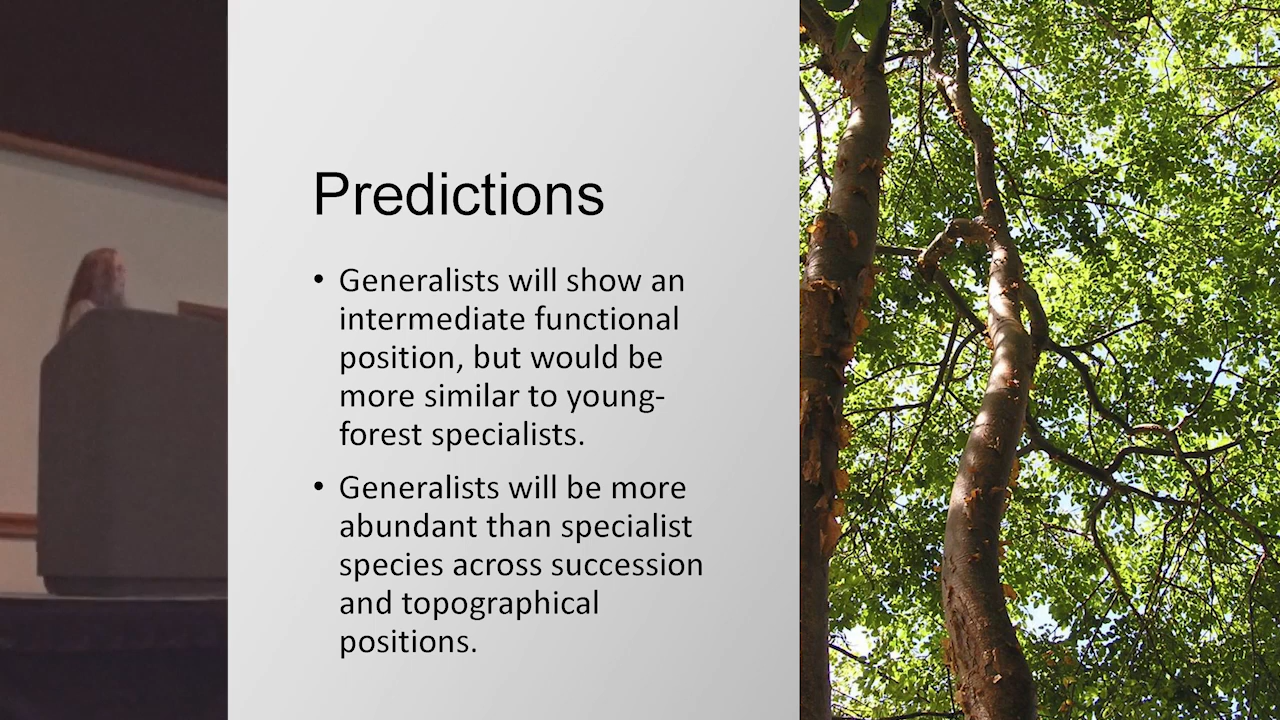 Predictions
• Generalists will show an
intermediate functional
position, but would be
more similar to young-
forest specialists.
• Generalists will be more
abundant than specialist
species across succession
and topographical
positions.